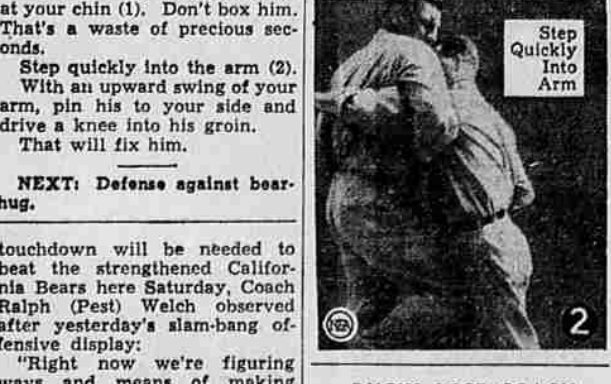 at your chin (1). Don't box him.
That's a waste of precious sec-
onds.
Step quickly into the arm (2).
With an upward swing of your
arm, pin his to your side and
drive a knee into his groin.
That will fix him.
NEXT: Defense against bear-
hug.
touchdown will be needed to
beat the strengthened Califor-
nia Bears here Saturday, Coach
Ralph (Pest) Welch observed
after yesterday's slam-bang of-
fensive display:
"Right now we're figuring
ways and means of making
Step
Quickly
Into
Arm
NEA
2